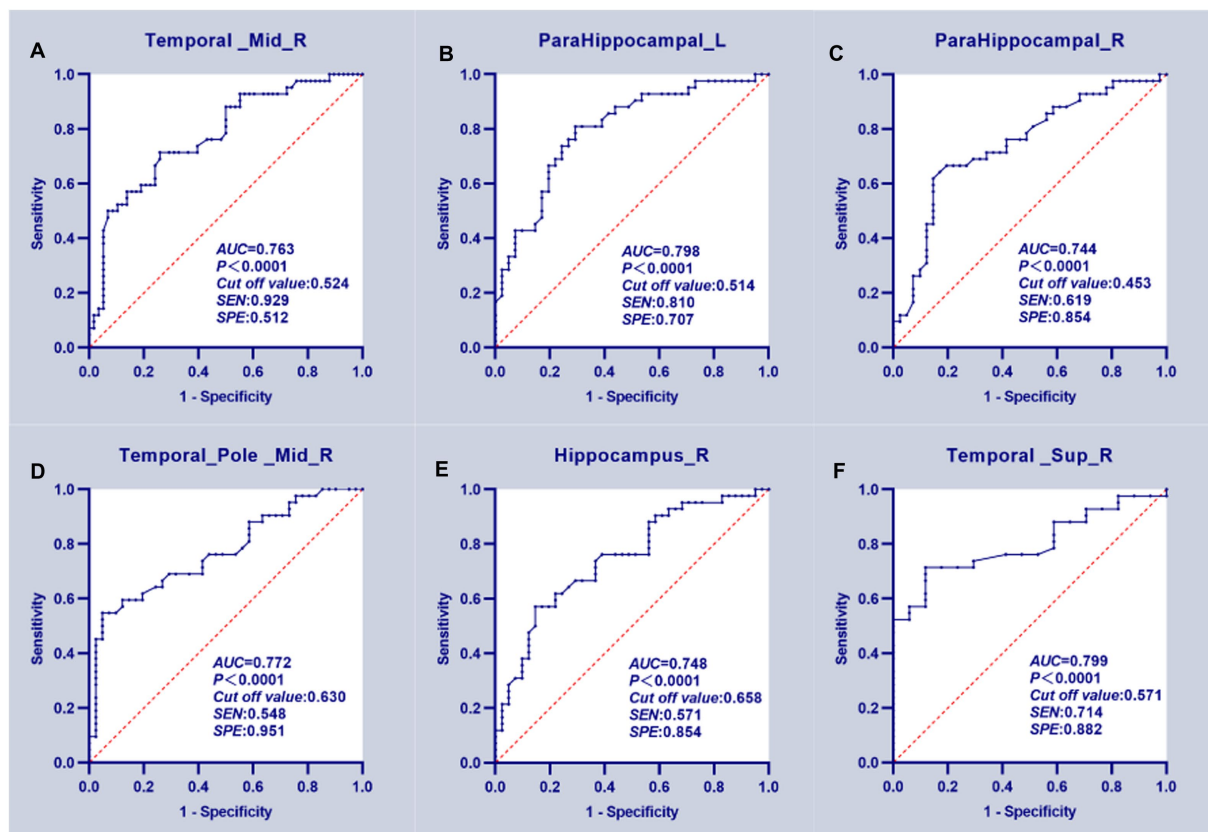 A
Temporal _Mid_R
1.0
0.8
0.6
0.4
0.2
0.0
Sensitivity
AUC=0.763
P<0.0001
Cut off value:0.524
SEN:0.929
SPE:0.512
0.0 0.2 0.4 0.6 0.8 1.0
1 - Specificity
B
ParaHippocampal_L
1.0
0.8
0.6
0.4
0.2
0.0
Sensitivity
AUC=0.798
P<0.0001
Cut off value:0.514
SEN:0.810
SPE:0.707
0.0 0.2 0.4 0.6 0.8 1.0
1 - Specificity
C
ParaHippocampal_R
1.0
0.8
0.6
0.4
0.2
0.0
Sensitivity
AUC=0.744
P<0.0001
Cut off value:0.453
SEN:0.619
SPE:0.854
0.0 0.2 0.4 0.6 0.8 1.0
1 - Specificity
D
Temporal_Pole _Mid_R
1.0
0.8
0.6
0.4
0.2
0.0
Sensitivity
AUC=0.772
P<0.0001
Cut off value:0.630
SEN:0.548
SPE:0.951
0.0 0.2 0.4 0.6 0.8 1.0
1 - Specificity
E
Hippocampus_R
1.0
0.8
0.6
0.4
0.2
0.0
Sensitivity
AUC=0.748
P<0.0001
Cut off value:0.658
SEN:0.571
SPE:0.854
0.0 0.2 0.4 0.6 0.8 1.0
1 - Specificity
F
Temporal _Sup_R
1.0
0.8
0.6
0.4
0.2
0.0
Sensitivity
AUC=0.799
P<0.0001
Cut off value:0.571
SEN:0.714
SPE:0.882
0.0 0.2 0.4 0.6 0.8 1.0
1 - Specificity